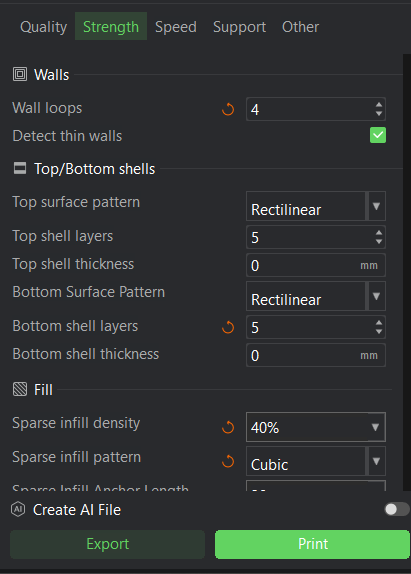 Quality Strength Speed Support Other
Walls
Wall loops 4
Detect thin walls
Top/Bottom shells
Top surface pattern Rectilinear
Top shell layers 5
Top shell thickness 0 mm
Bottom Surface Pattern Rectilinear
Bottom shell layers 5
Bottom shell thickness 0 mm
Fill
Sparse infill density 40%
Sparse infill pattern Cubic
Sparse Infill Anchor Length
AI Create AI File
Export Print